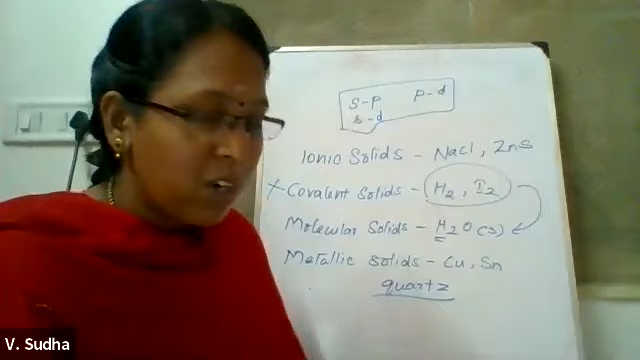 S-P P-d
s-d
Ionic Solids - NaCl, ZnS
x Covalent Solids - H2, I2
Molecular Solids - H2O(s)
Metallic solids - Cu, Sn
quartz
V. Sudha